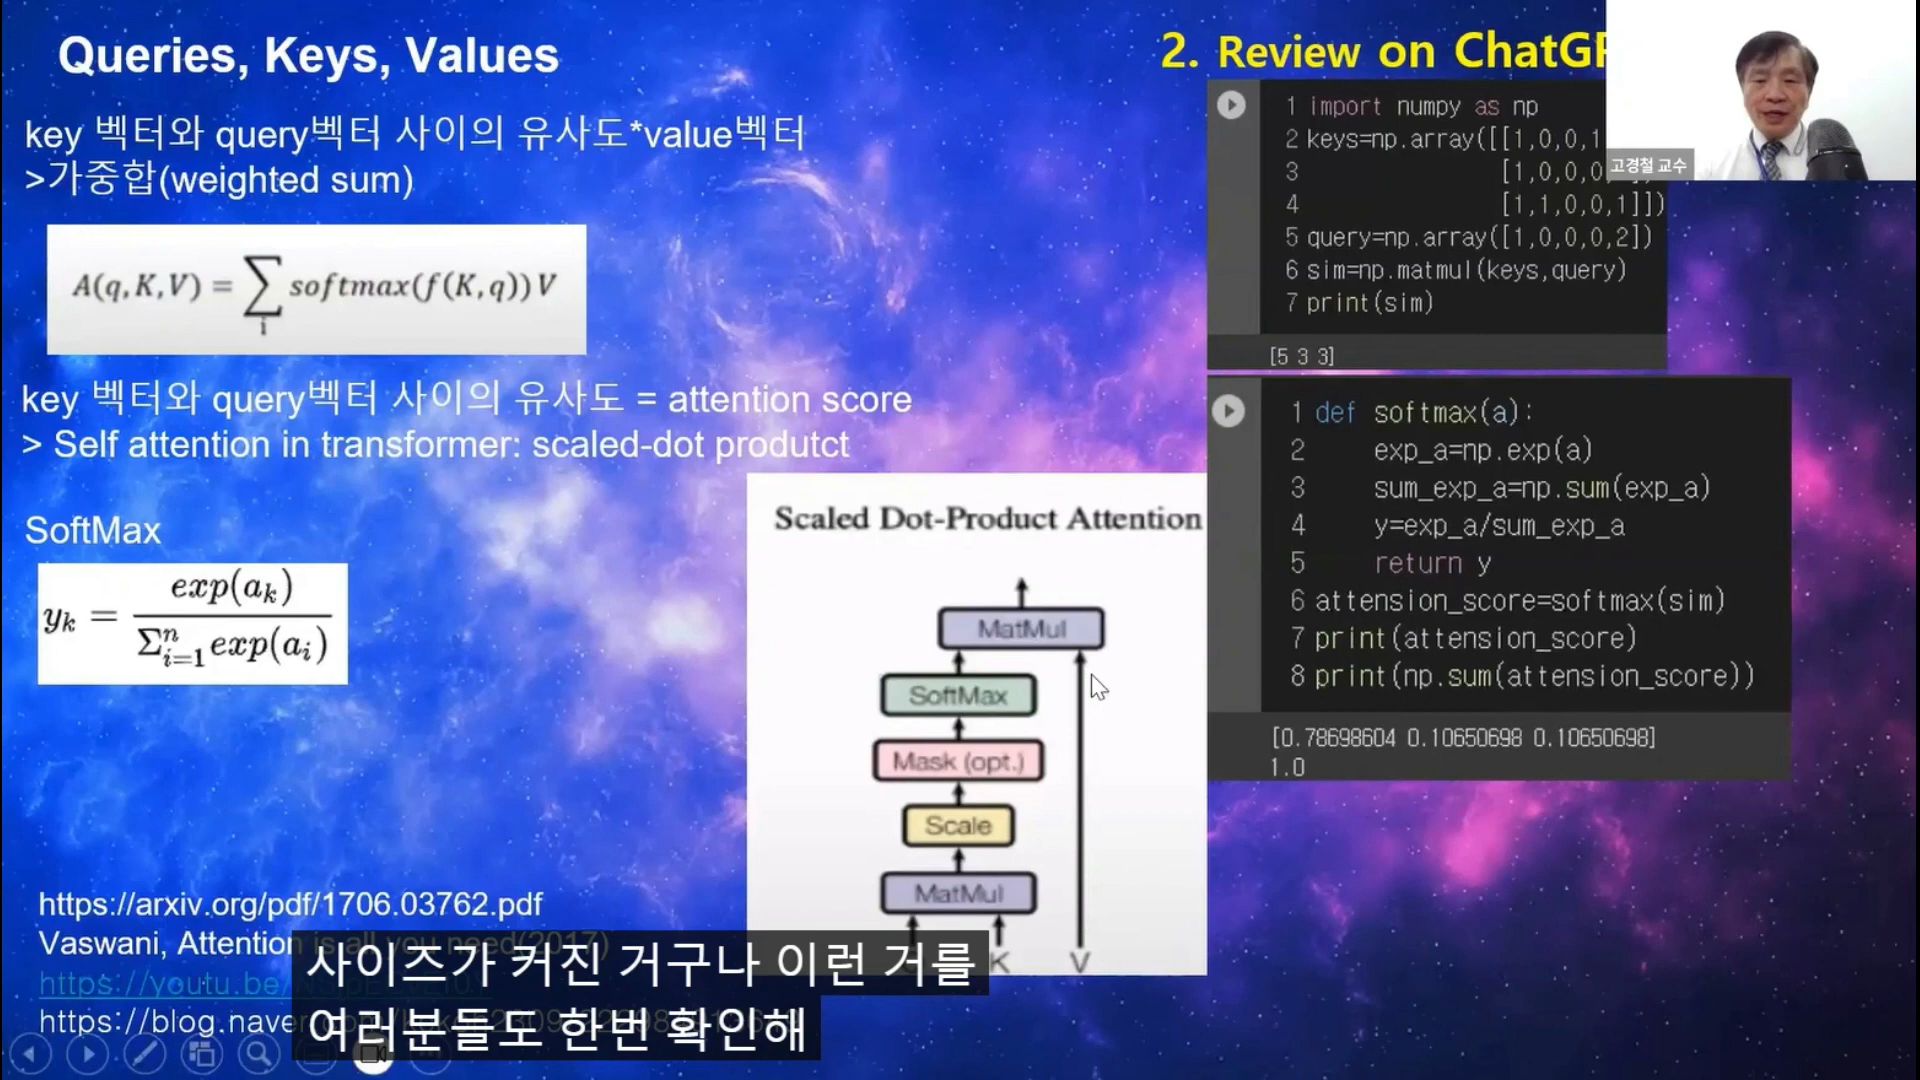 Queries, Keys, Values
2. Review on ChatGP
key 벡터와 query벡터 사이의 유사도*value벡터
>가중합(weighted sum)
A(q,K,V) = ∑ softmax(f(K,q)) V
i
key 벡터와 query벡터 사이의 유사도 = attention score
> Self attention in transformer: scaled-dot produtct
SoftMax
yₖ = exp(aₖ) / Σⁿᵢ₌₁ exp(aᵢ)
Scaled Dot-Product Attention
MatMul
SoftMax
Mask (opt.)
Scale
MatMul
K
V
1 import numpy as np
2 keys=np.array([[1,0,0,1
3 [1,0,0,0
4 [1,1,0,0,1]])
5 query=np.array([1,0,0,0,2])
6 sim=np.matmul(keys,query)
7 print(sim)
[5 3 3]
1 def softmax(a):
2 exp_a=np.exp(a)
3 sum_exp_a=np.sum(exp_a)
4 y=exp_a/sum_exp_a
5 return y
6 attension_score=softmax(sim)
7 print(attension_score)
8 print(np.sum(attension_score))
[0.78698604 0.10650698 0.10650698]
1.0
고경철 교수
https://arxiv.org/pdf/1706.03762.pdf
Vaswani, Attention is all you need(2017)
https://youtu.be/
https://blog.naver
사이즈가 커진 거구나 이런 거를
여러분들도 한번 확인해